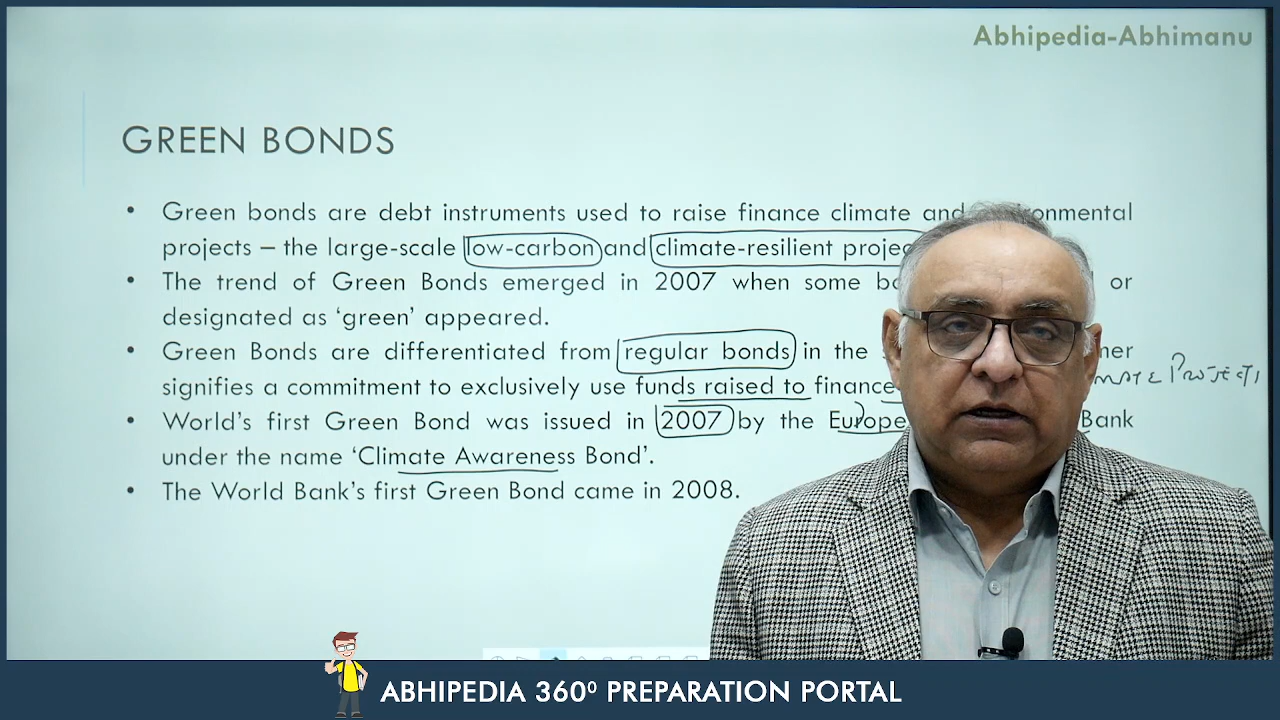 Abhipedia-Abhimanu
GREEN BONDS
• Green bonds are debt instruments used to raise finance climate and environmental
projects – the large-scale low-carbon and climate-resilient
• The trend of Green Bonds emerged in 2007 when some or
designated as ‘green’ appeared.
• Green Bonds are differentiated from regular bonds in the
signifies a commitment to exclusively use funds raised to finance
• World’s first Green Bond was issued in 2007 by the Bank
under the name ‘Climate Awareness Bond’.
• The World Bank’s first Green Bond came in 2008.
ABHIPEDIA 360⁰ PREPARATION PORTAL